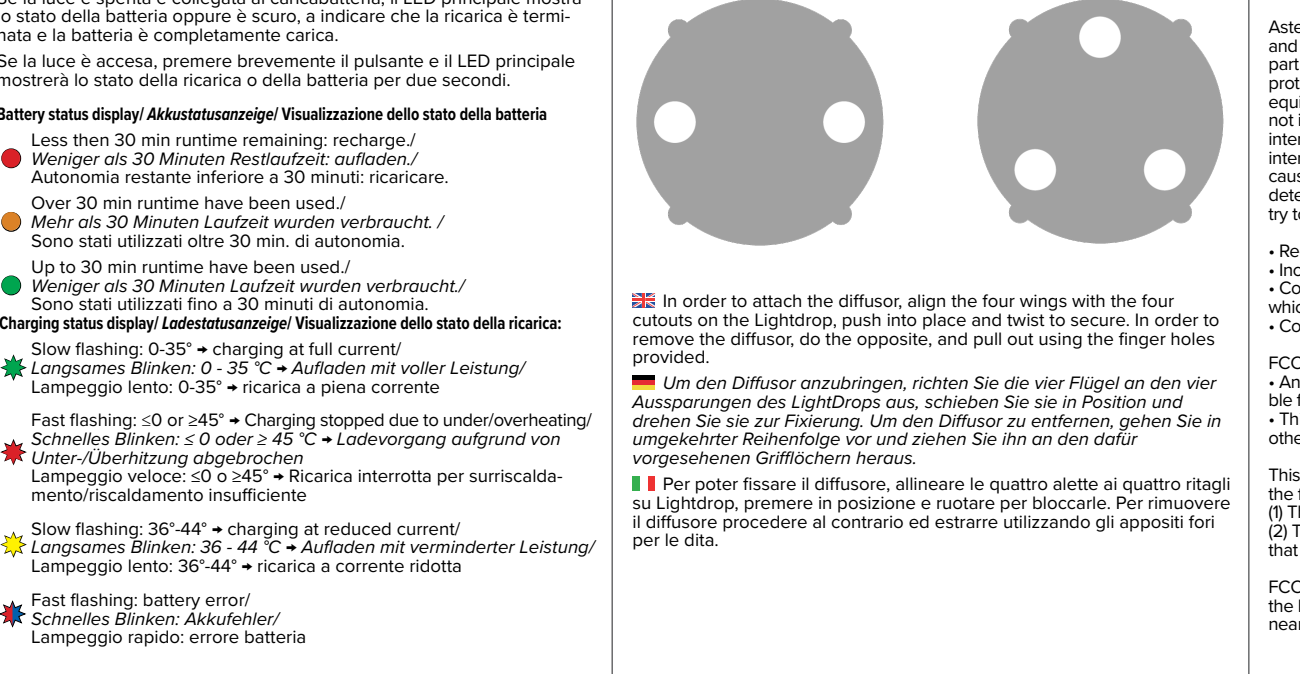 lo stato della batteria oppure è scuro, a indicare che la ricarica è termi-
nata e la batteria è completamente carica.
Se la luce è accesa, premere brevemente il pulsante e il LED principale
mostrerà lo stato della ricarica o della batteria per due secondi.
Battery status display/ Akkustatusanzeige/ Visualizzazione dello stato della batteria
Less then 30 min runtime remaining: recharge./
Weniger als 30 Minuten Restlaufzeit: aufladen./
Autonomia restante inferiore a 30 minuti: ricaricare.
Over 30 min runtime have been used./
Mehr als 30 Minuten Laufzeit wurden verbraucht. /
Sono stati utilizzati oltre 30 min. di autonomia.
Up to 30 min runtime have been used./
Weniger als 30 Minuten Laufzeit wurden verbraucht./
Sono stati utilizzati fino a 30 minuti di autonomia.
Charging status display/ Ladestatusanzeige/ Visualizzazione dello stato della ricarica:
Slow flashing: 0-35° → charging at full current/
Langsames Blinken: 0 - 35 °C → Aufladen mit voller Leistung/
Lampeggio lento: 0-35° → ricarica a piena corrente
Fast flashing: ≤0 or ≥45° → Charging stopped due to under/overheating/
Schnelles Blinken: ≤ 0 oder ≥ 45 °C → Ladevorgang aufgrund von
Unter-/Überhitzung abgebrochen
Lampeggio veloce: ≤0 o ≥45° → Ricarica interrotta per surriscalda-
mento/riscaldamento insufficiente
Slow flashing: 36°-44° → charging at reduced current/
Langsames Blinken: 36 - 44 °C → Aufladen mit verminderter Leistung/
Lampeggio lento: 36°-44° → ricarica a corrente ridotta
Fast flashing: battery error/
Schnelles Blinken: Akkufehler/
Lampeggio rapido: errore batteria
In order to attach the diffusor, align the four wings with the four
cutouts on the Lightdrop, push into place and twist to secure. In order to
remove the diffusor, do the opposite, and pull out using the finger holes
provided.
Um den Diffusor anzubringen, richten Sie die vier Flügel an den vier
Aussparungen des LightDrops aus, schieben Sie sie in Position und
drehen Sie sie zur Fixierung. Um den Diffusor zu entfernen, gehen Sie in
umgekehrter Reihenfolge vor und ziehen Sie ihn an den dafür
vorgesehenen Grifflöchern heraus.
Per poter fissare il diffusore, allineare le quattro alette ai quattro ritagli
su Lightdrop, premere in posizione e ruotare per bloccarle. Per rimuovere
il diffusore procedere al contrario ed estrarre utilizzando gli appositi fori
per le dita.
and
not
try
•
•
•
•
FCC
•
•
This
the
(1)
(2)
that
FCC
the